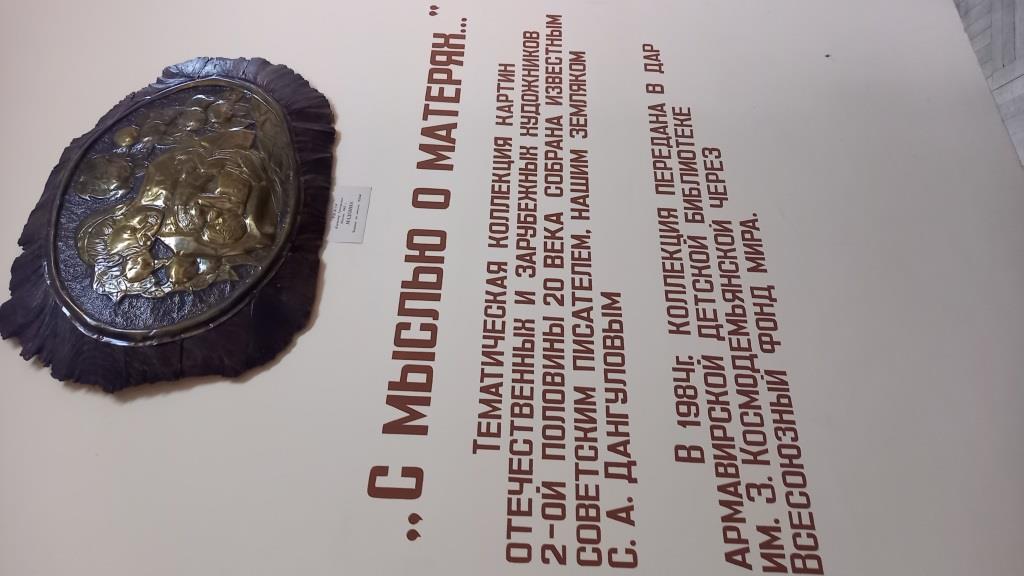 „С МЫСЛЬЮ О МАТЕРЯХ..."
ТЕМАТИЧЕСКАЯ КОЛЛЕКЦИЯ КАРТИН
ОТЕЧЕСТВЕННЫХ И ЗАРУБЕЖНЫХ ХУДОЖНИКОВ
2-ОЙ ПОЛОВИНЫ 20 ВЕКА СОБРАНА ИЗВЕСТНЫМ
СОВЕТСКИМ ПИСАТЕЛЕМ, НАШИМ ЗЕМЛЯКОМ
С. А. ДАНГУЛОВЫМ
В 1984г. КОЛЛЕКЦИЯ ПЕРЕДАНА В ДАР
АРМАВИРСКОЙ ДЕТСКОЙ БИБЛИОТЕКЕ
ИМ. З. КОСМОДЕМЬЯНСКОЙ ЧЕРЕЗ
ВСЕСОЮЗНЫЙ ФОНД МИРА.